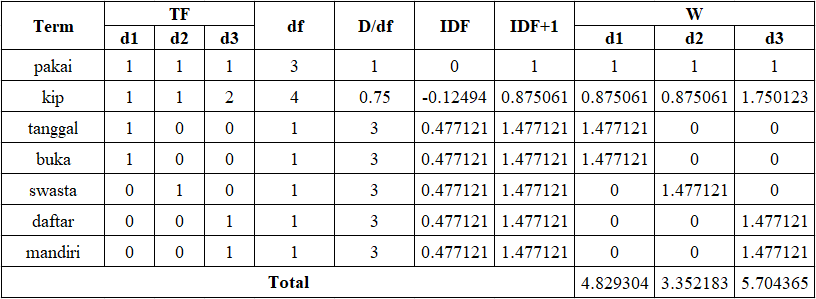 Term TF df D/df IDF IDF+1 W
d1 d2 d3 d1 d2 d3
pakai 1 1 1 3 1 0 1 1 1 1
kip 1 1 2 4 0.75 -0.12494 0.875061 0.875061 0.875061 1.750123
tanggal 1 0 0 1 3 0.477121 1.477121 1.477121 0 0
buka 1 0 0 1 3 0.477121 1.477121 1.477121 0 0
swasta 0 1 0 1 3 0.477121 1.477121 0 1.477121 0
daftar 0 0 1 1 3 0.477121 1.477121 0 0 1.477121
mandiri 0 0 1 1 3 0.477121 1.477121 0 0 1.477121
Total 4.829304 3.352183 5.704365